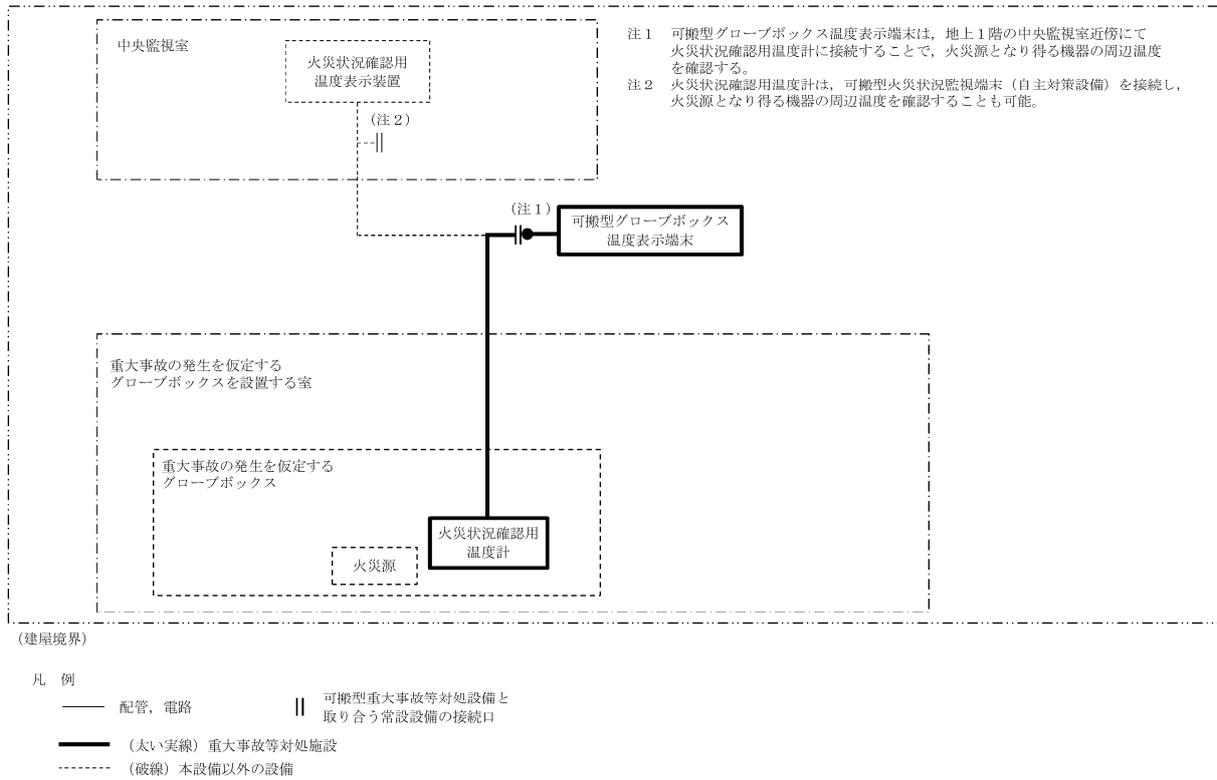 中央監視室
火災状況確認用
温度表示装置
(注2)
注1 可搬型グローブボックス温度表示端末は,地上1階の中央監視室近傍にて
火災状況確認用温度計に接続することで,火災源となり得る機器の周辺温度
を確認する。
注2 火災状況確認用温度計は,可搬型火災状況監視端末(自主対策設備)を接続し,
火災源となり得る機器の周辺温度を確認することも可能。
(注1)
可搬型グローブボックス
温度表示端末
重大事故の発生を仮定する
グローブボックスを設置する室
重大事故の発生を仮定する
グローブボックス
火災状況確認用
温度計
火災源
(建屋境界)
凡 例
配管,電路
可搬型重大事故等対処設備と
取り合う常設設備の接続口
(太い実線)重大事故等対処施設
(破線)本設備以外の設備